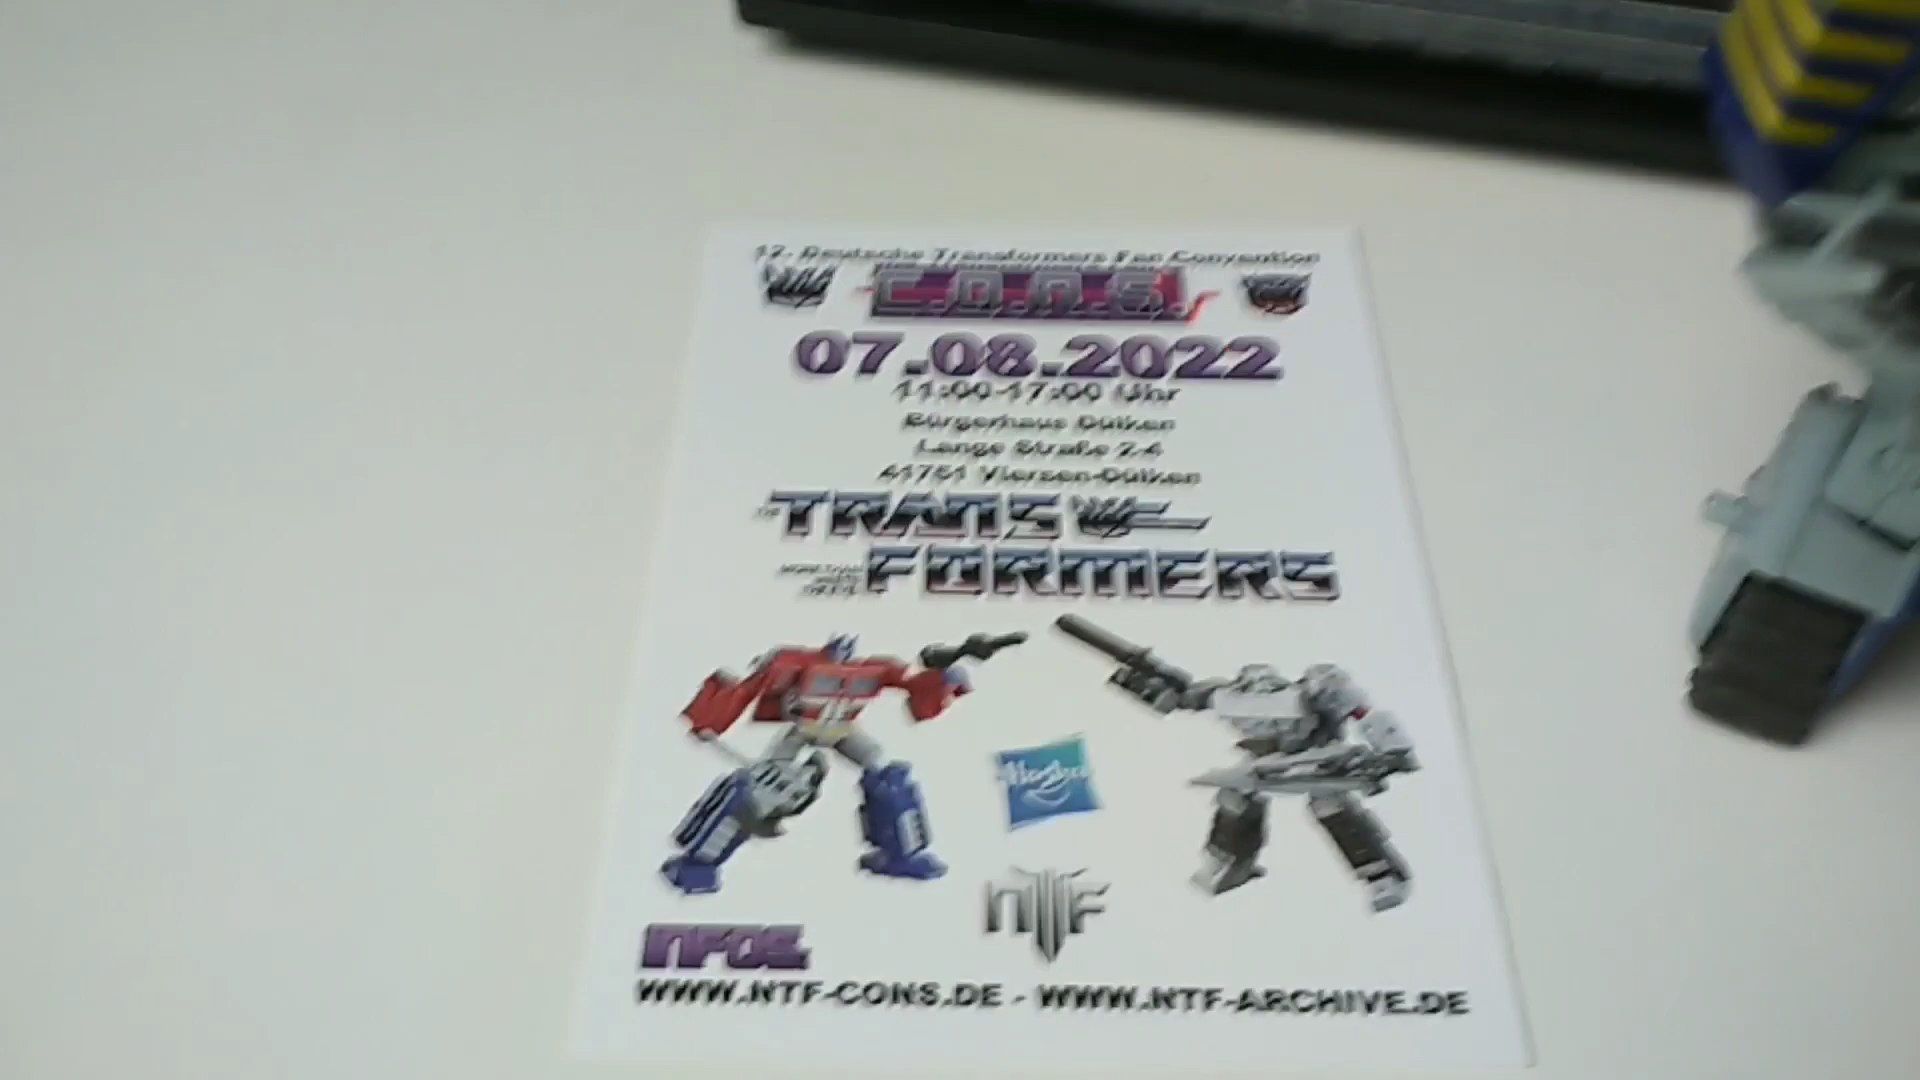 12. Deutsche Transformers Fan Convention
C.O.N.S.!
07.08.2022
11:00-17:00 Uhr
Bürgerhaus Dülken
Lange Straße 2-4
41751 Viersen-Dülken
TRANS
FORMERS
Hasbro
NTF
INFOS:
WWW.NTF-CONS.DE - WWW.NTF-ARCHIVE.DE